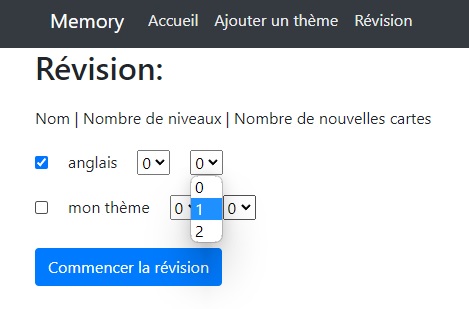 Memory Accueil Ajouter un thème Révision
Révision:
Nom | Nombre de niveaux | Nombre de nouvelles cartes
anglais 0 0
0
mon thème 0 1 0
2
Commencer la révision